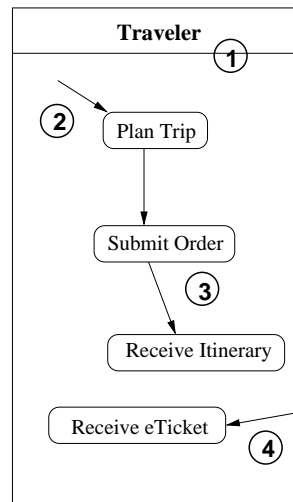 Traveler
1
2
Plan Trip
Submit Order
3
Receive Itinerary
Receive eTicket
4